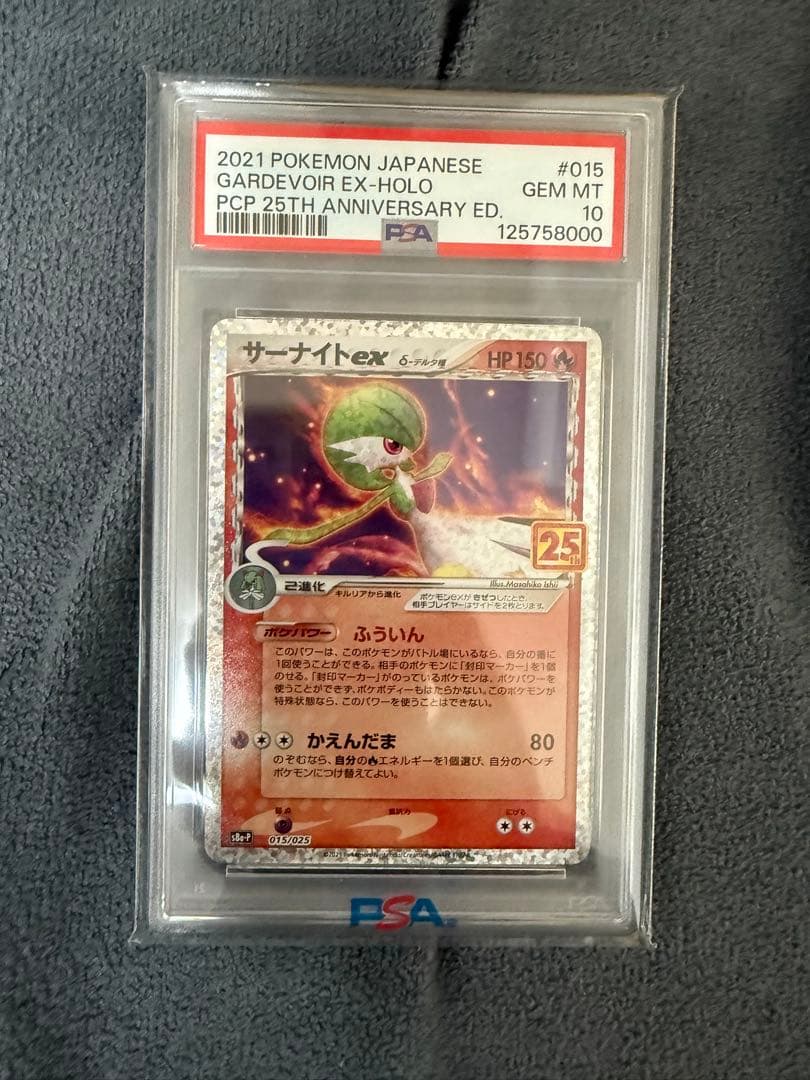 2021 POKEMON JAPANESE #015
GARDEVOIR EX-HOLO GEM MT
PCP 25TH ANNIVERSARY ED. 10
PSA 125758000
サーナイトex δ-デルタ種 HP150
25th
2進化 キルリアから進化
Illus.Masahiko Ishii
ポケモンexがきぜつしたとき、
相手プレイヤーはサイドを2枚とります。
ポケパワー ふういん
このパワーは、このポケモンがバトル場にいるなら、自分の番に
1回使うことができる。相手のポケモンに「封印マーカー」を1個
のせる。「封印マーカー」がのっているポケモンは、ポケパワーを
使うことができず、ポケボディーもはたらかない。このポケモンが
特殊状態なら、このパワーを使うことはできない。
かえんだま 80
のぞむなら、自分のエネルギーを1個選び、自分のベンチ
ポケモンにつけ替えてよい。
弱点 抵抗力 にげる
s8a-P 015/025
PSA